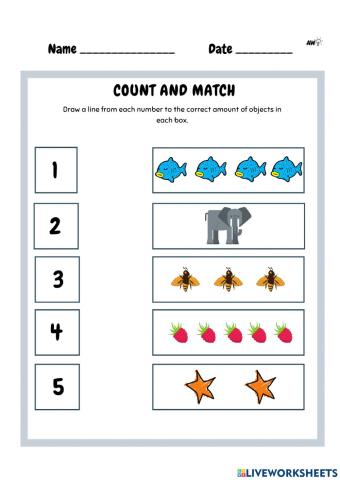 Name _______________ Date _________
AW
COUNT AND MATCH
Draw a line from each number to the correct amount of objects in
each box.
1
2
3
4
5
LIVEWORKSHEETS